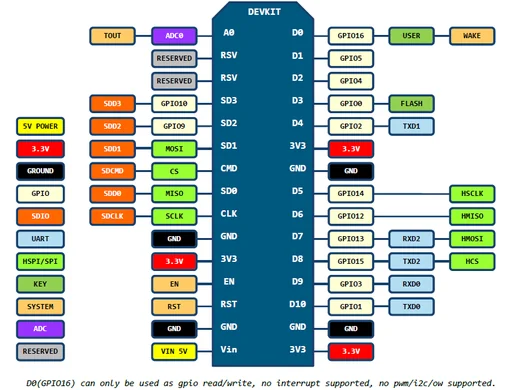 DEVKIT
TOUT ADC0 A0 D0 GPIO16 USER WAKE
RESERVED RSV D1 GPIO5
RESERVED RSV D2 GPIO4
SDD3 GPIO10 SD3 D3 GPIO0 FLASH
5V POWER SDD2 GPIO9 SD2 D4 GPIO2 TXD1
3.3V SDD1 MOSI SD1 3V3 3.3V
GROUND SDCMD CS CMD GND GND
GPIO SDD0 MISO SD0 D5 GPIO14 HSCLK
SDIO SDCLK SCLK CLK D6 GPIO12 HMISO
UART GND GND D7 GPIO13 RXD2 HMOSI
HSPI/SPI 3.3V 3V3 D8 GPIO15 TXD2 HCS
KEY EN EN D9 GPIO3 RXD0
SYSTEM RST RST D10 GPIO1 TXD0
ADC GND GND GND GND
RESERVED VIN 5V Vin 3V3 3.3V
D0(GPIO16) can only be used as gpio read/write, no interrupt supported, no pwm/i2c/ow supported.